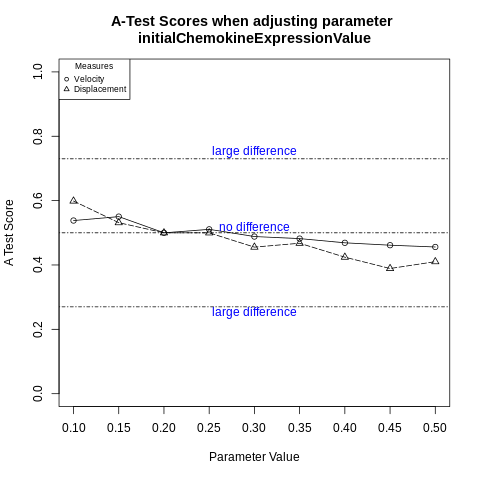 A-Test Scores when adjusting parameter
initialChemokineExpressionValue
Measures
Velocity
Displacement
large difference
no difference
large difference
A Test Score
1.0
0.8
0.6
0.4
0.2
0.0
0.10 0.15 0.20 0.25 0.30 0.35 0.40 0.45 0.50
Parameter Value